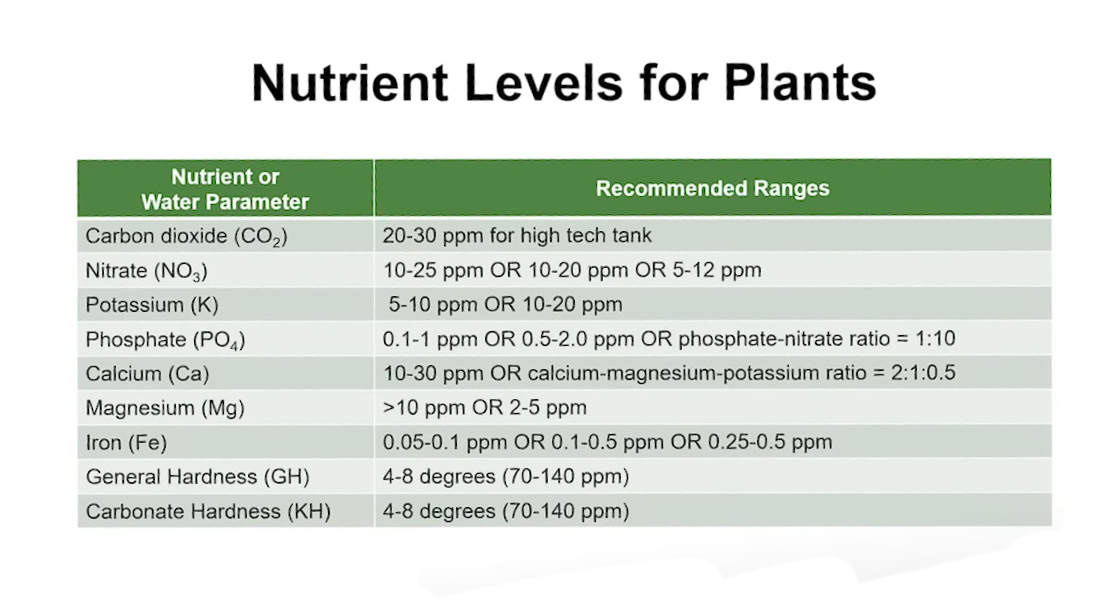 Nutrient Levels for Plants
Nutrient or
Water Parameter
Recommended Ranges
Carbon dioxide (CO₂)
20-30 ppm for high tech tank
Nitrate (NO₃)
10-25 ppm OR 10-20 ppm OR 5-12 ppm
Potassium (K)
5-10 ppm OR 10-20 ppm
Phosphate (PO₄)
0.1-1 ppm OR 0.5-2.0 ppm OR phosphate-nitrate ratio = 1:10
Calcium (Ca)
10-30 ppm OR calcium-magnesium-potassium ratio = 2:1:0.5
Magnesium (Mg)
>10 ppm OR 2-5 ppm
Iron (Fe)
0.05-0.1 ppm OR 0.1-0.5 ppm OR 0.25-0.5 ppm
General Hardness (GH)
4-8 degrees (70-140 ppm)
Carbonate Hardness (KH)
4-8 degrees (70-140 ppm)